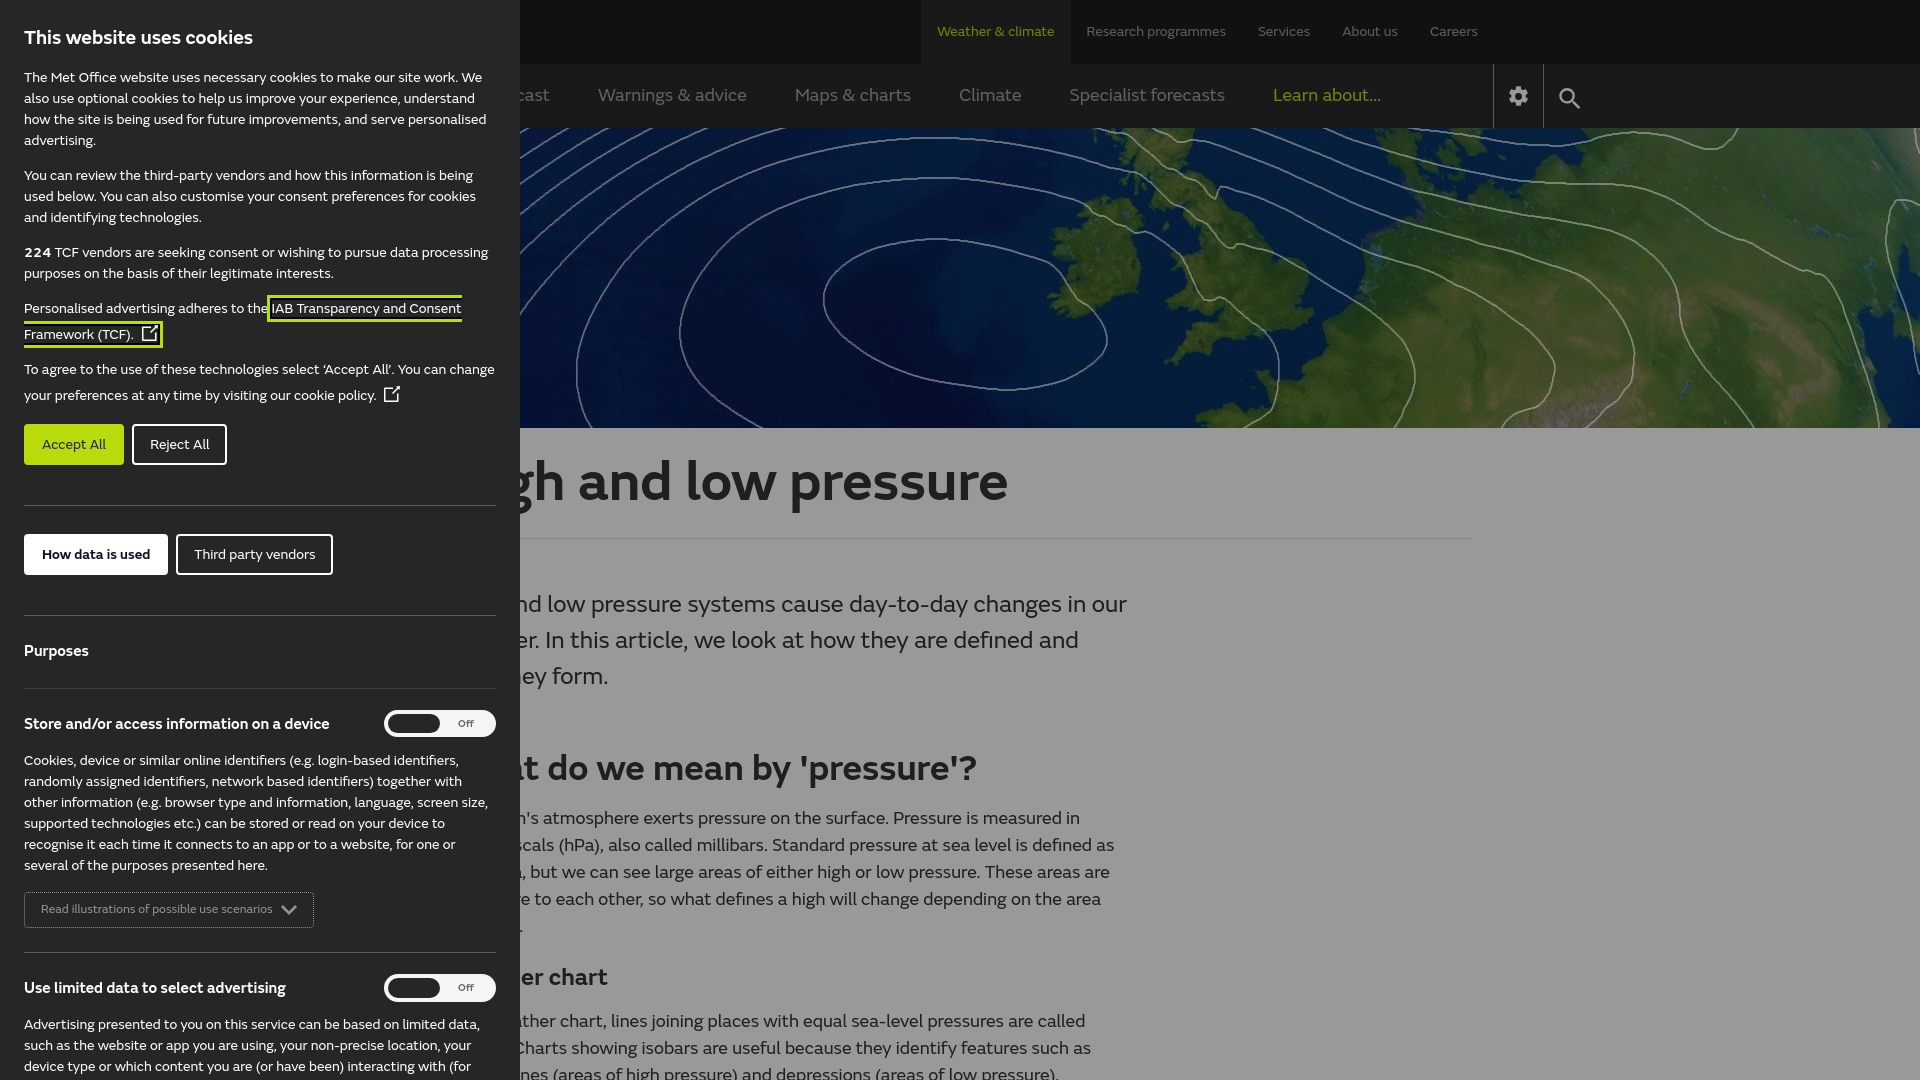 This website uses cookies
The Met Office website uses necessary cookies to make our site work. We
also use optional cookies to help us improve your experience, understand
how the site is being used for future improvements, and serve personalised
advertising.
You can review the third-party vendors and how this information is being
used below. You can also customise your consent preferences for cookies
and identifying technologies.
224 TCF vendors are seeking consent or wishing to pursue data processing
purposes on the basis of their legitimate interests.
Personalised advertising adheres to the IAB Transparency and Consent
Framework (TCF).
To agree to the use of these technologies select ‘Accept All’. You can change
your preferences at any time by visiting our cookie policy.
Accept All Reject All
How data is used Third party vendors
Purposes
Store and/or access information on a device Off
Cookies, device or similar online identifiers (e.g. login-based identifiers,
randomly assigned identifiers, network based identifiers) together with
other information (e.g. browser type and information, language, screen size,
supported technologies etc.) can be stored or read on your device to
recognise it each time it connects to an app or to a website, for one or
several of the purposes presented here.
Read illustrations of possible use scenarios
Use limited data to select advertising Off
Advertising presented to you on this service can be based on limited data,
such as the website or app you are using, your non-precise location, your
device type or which content you are (or have been) interacting with (for
Weather & climate Research programmes Services About us Careers
cast Warnings & advice Maps & charts Climate Specialist forecasts Learn about...
gh and low pressure
nd low pressure systems cause day-to-day changes in our
er. In this article, we look at how they are defined and
ey form.
at do we mean by 'pressure'?
's atmosphere exerts pressure on the surface. Pressure is measured in
scals (hPa), also called millibars. Standard pressure at sea level is defined as
, but we can see large areas of either high or low pressure. These areas are
e to each other, so what defines a high will change depending on the area
.
er chart
ther chart, lines joining places with equal sea-level pressures are called
Charts showing isobars are useful because they identify features such as
nes (areas of high pressure) and depressions (areas of low pressure).